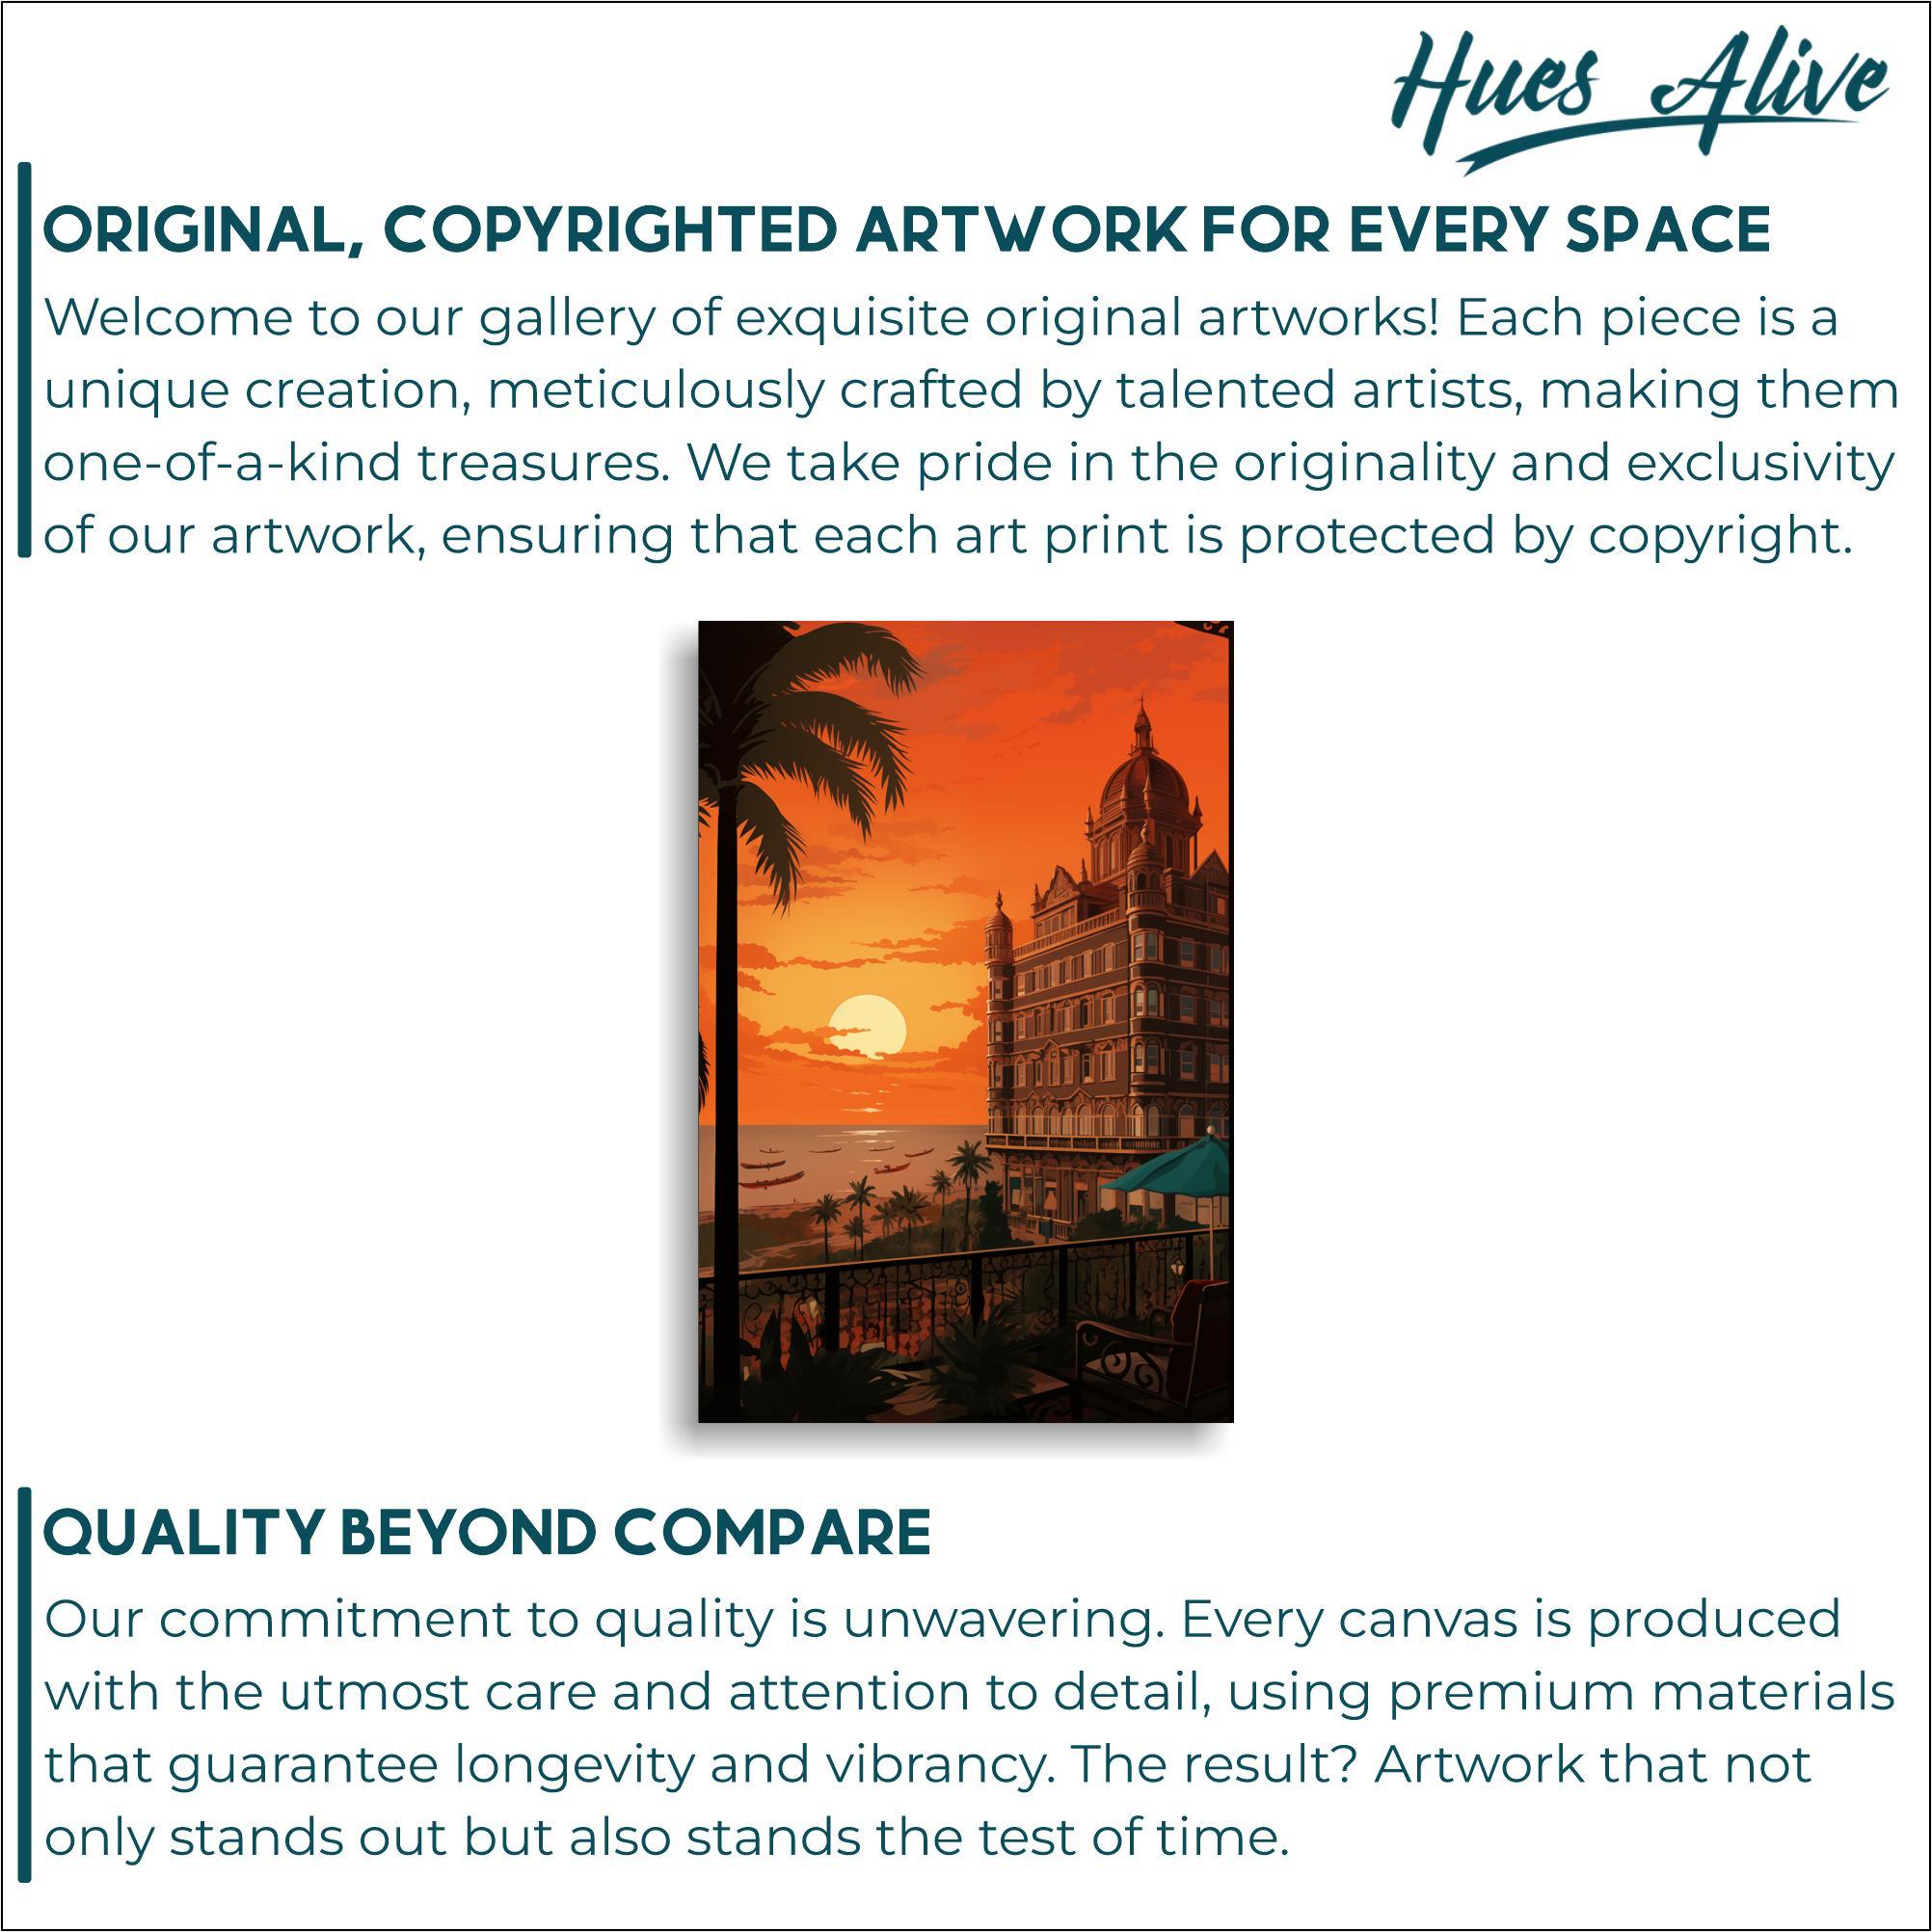 Hues Alive
ORIGINAL, COPYRIGHTED ARTWORK FOR EVERY SPACE
Welcome to our gallery of exquisite original artworks! Each piece is a
unique creation, meticulously crafted by talented artists, making them
one-of-a-kind treasures. We take pride in the originality and exclusivity
of our artwork, ensuring that each art print is protected by copyright.
QUALITY BEYOND COMPARE
Our commitment to quality is unwavering. Every canvas is produced
with the utmost care and attention to detail, using premium materials
that guarantee longevity and vibrancy. The result? Artwork that not
only stands out but also stands the test of time.